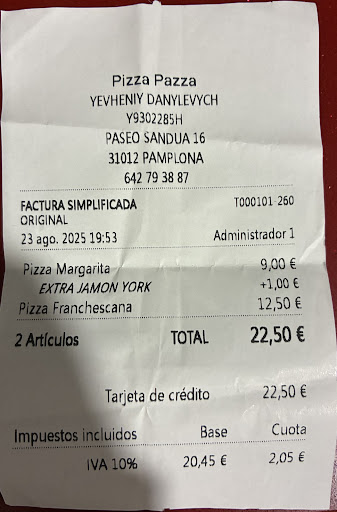 Pizza Pazza
YEVHENIY DANYLEVYCH
Y9302285H
PASEO SANDUA 16
31012 PAMPLONA
642 79 38 87
FACTURA SIMPLIFICADA T000101 260
ORIGINAL
23 ago. 2025 19:53 Administrador 1
Pizza Margarita 9,00 €
EXTRA JAMON YORK +1,00 €
Pizza Franchescana 12,50 €
2 Artículos TOTAL 22,50 €
Tarjeta de crédito 22,50 €
Impuestos incluidos Base Cuota
IVA 10% 20,45 € 2,05 €